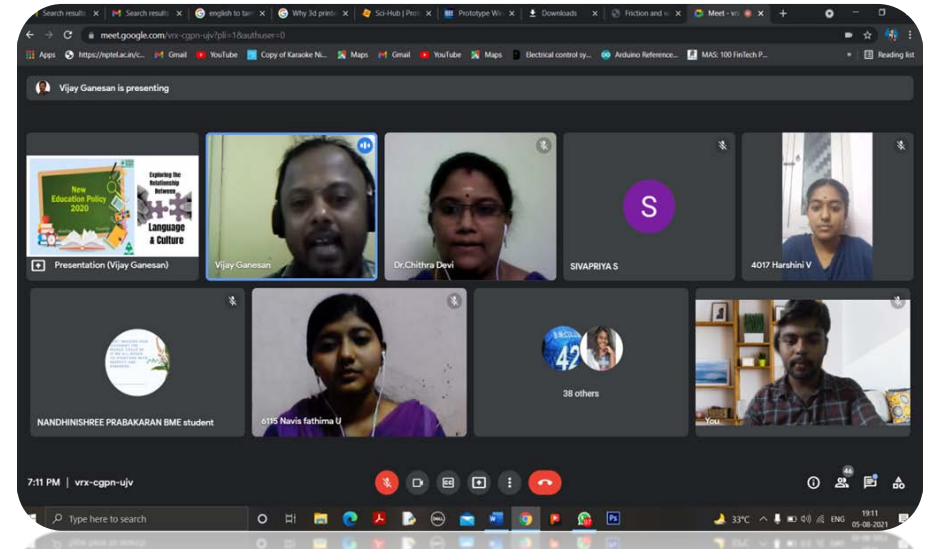 Search results
Search results
english to tam
Why 3d printe
Sci-Hub | Pro
Prototype Wi
Downloads
Friction and w
Meet - vrx
meet.google.com/vrx-cgpn-ujv?pli=1&authuser=0
Apps
https://nptel.ac.in/c...
Gmail
YouTube
Copy of Karaoke Ni...
Maps
Gmail
YouTube
Maps
Electrical control sy...
Arduino Reference...
MAS: 100 FinTech P...
Reading list
Vijay Ganesan is presenting
New
Education Policy
2020
Exploring the
Relationship
Between
Language
& Culture
Presentation (Vijay Ganesan)
Vijay Ganesan
Dr.Chithra Devi
S
SIVAPRIYA S
4017 Harshini V
NANDHINISHREE PRABAKARAN BME student
6115 Navis fathima U
42
38 others
You
7:11 PM | vrx-cgpn-ujv
46
Type here to search
33°C
ENG
19:11
05-08-2021